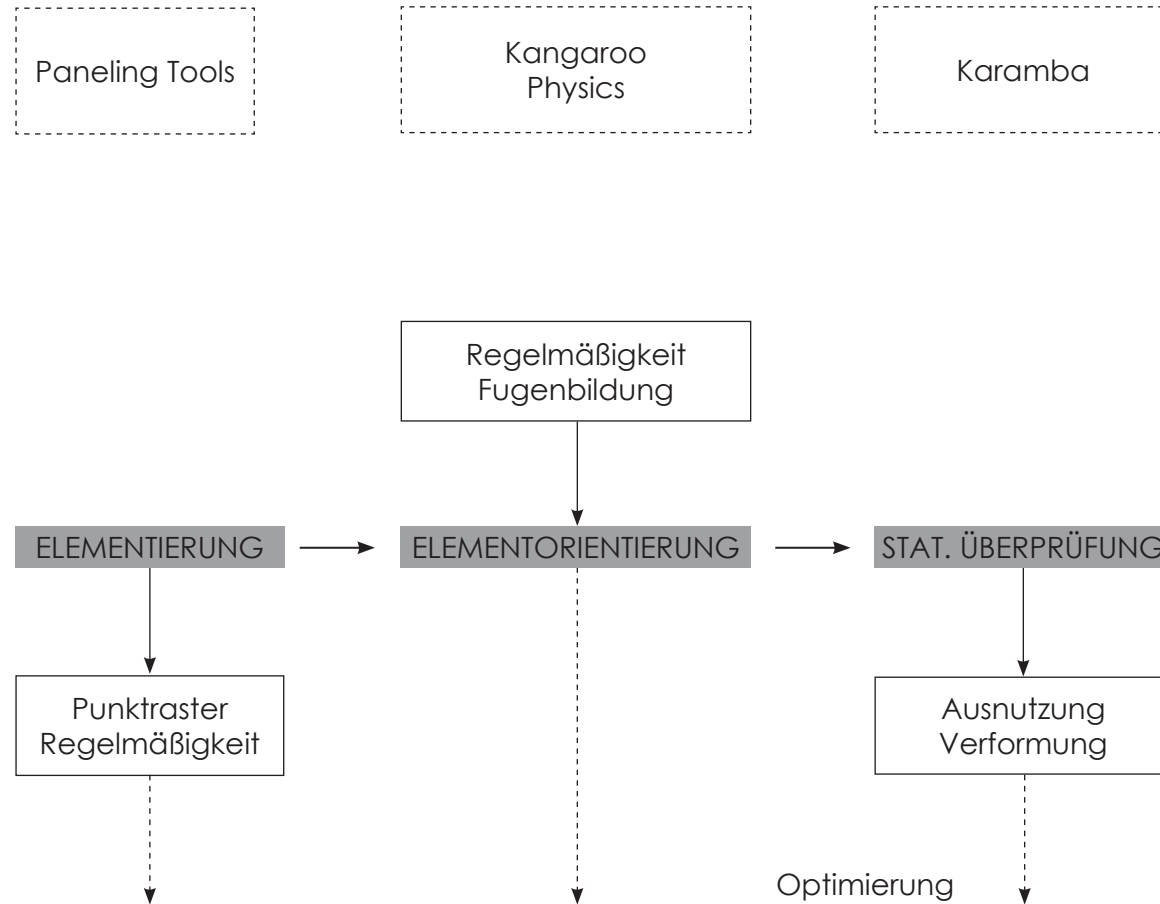 Paneling Tools
Kangaroo
Physics
Karamba
Regelmäßigkeit
Fugenbildung
ELEMENTIERUNG
ELEMENTORIENTIERUNG
STAT. ÜBERPRÜFUNG
Punktraster
Regelmäßigkeit
Ausnutzung
Verformung
Optimierung